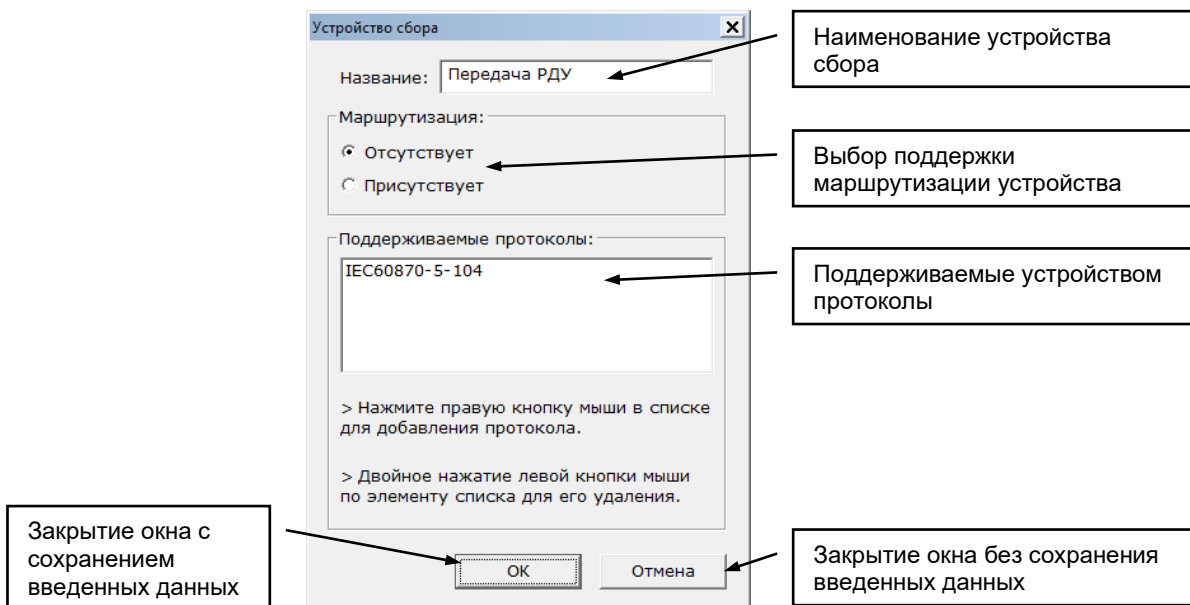 Устройство сбора
Название: Передача РДУ
Маршрутизация:
Отсутствует
Присутствует
Поддерживаемые протоколы:
IEC60870-5-104
> Нажмите правую кнопку мыши в списке
для добавления протокола.
> Двойное нажатие левой кнопки мыши
по элементу списка для его удаления.
OK
Отмена
Наименование устройства
сбора
Выбор поддержки
маршрутизации устройства
Поддерживаемые устройством
протоколы
Закрытие окна с
сохранением
введенных данных
Закрытие окна без сохранения
введенных данных